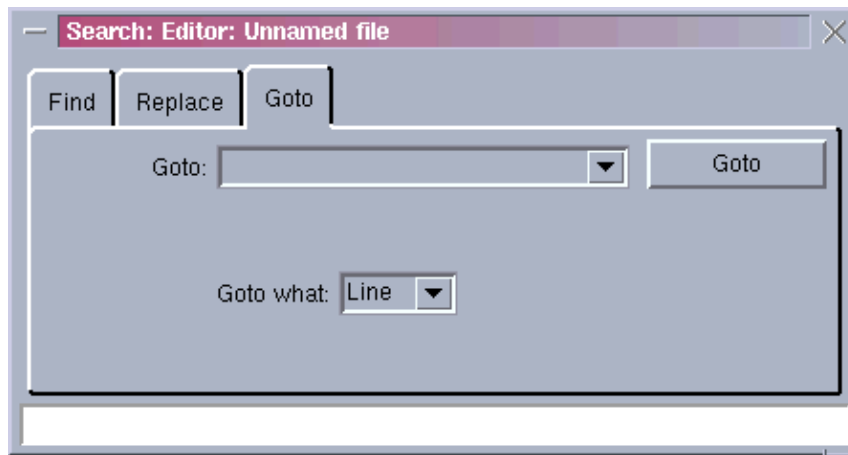 Search: Editor: Unnamed file
Find Replace Goto
Goto: Goto
Goto what: Line